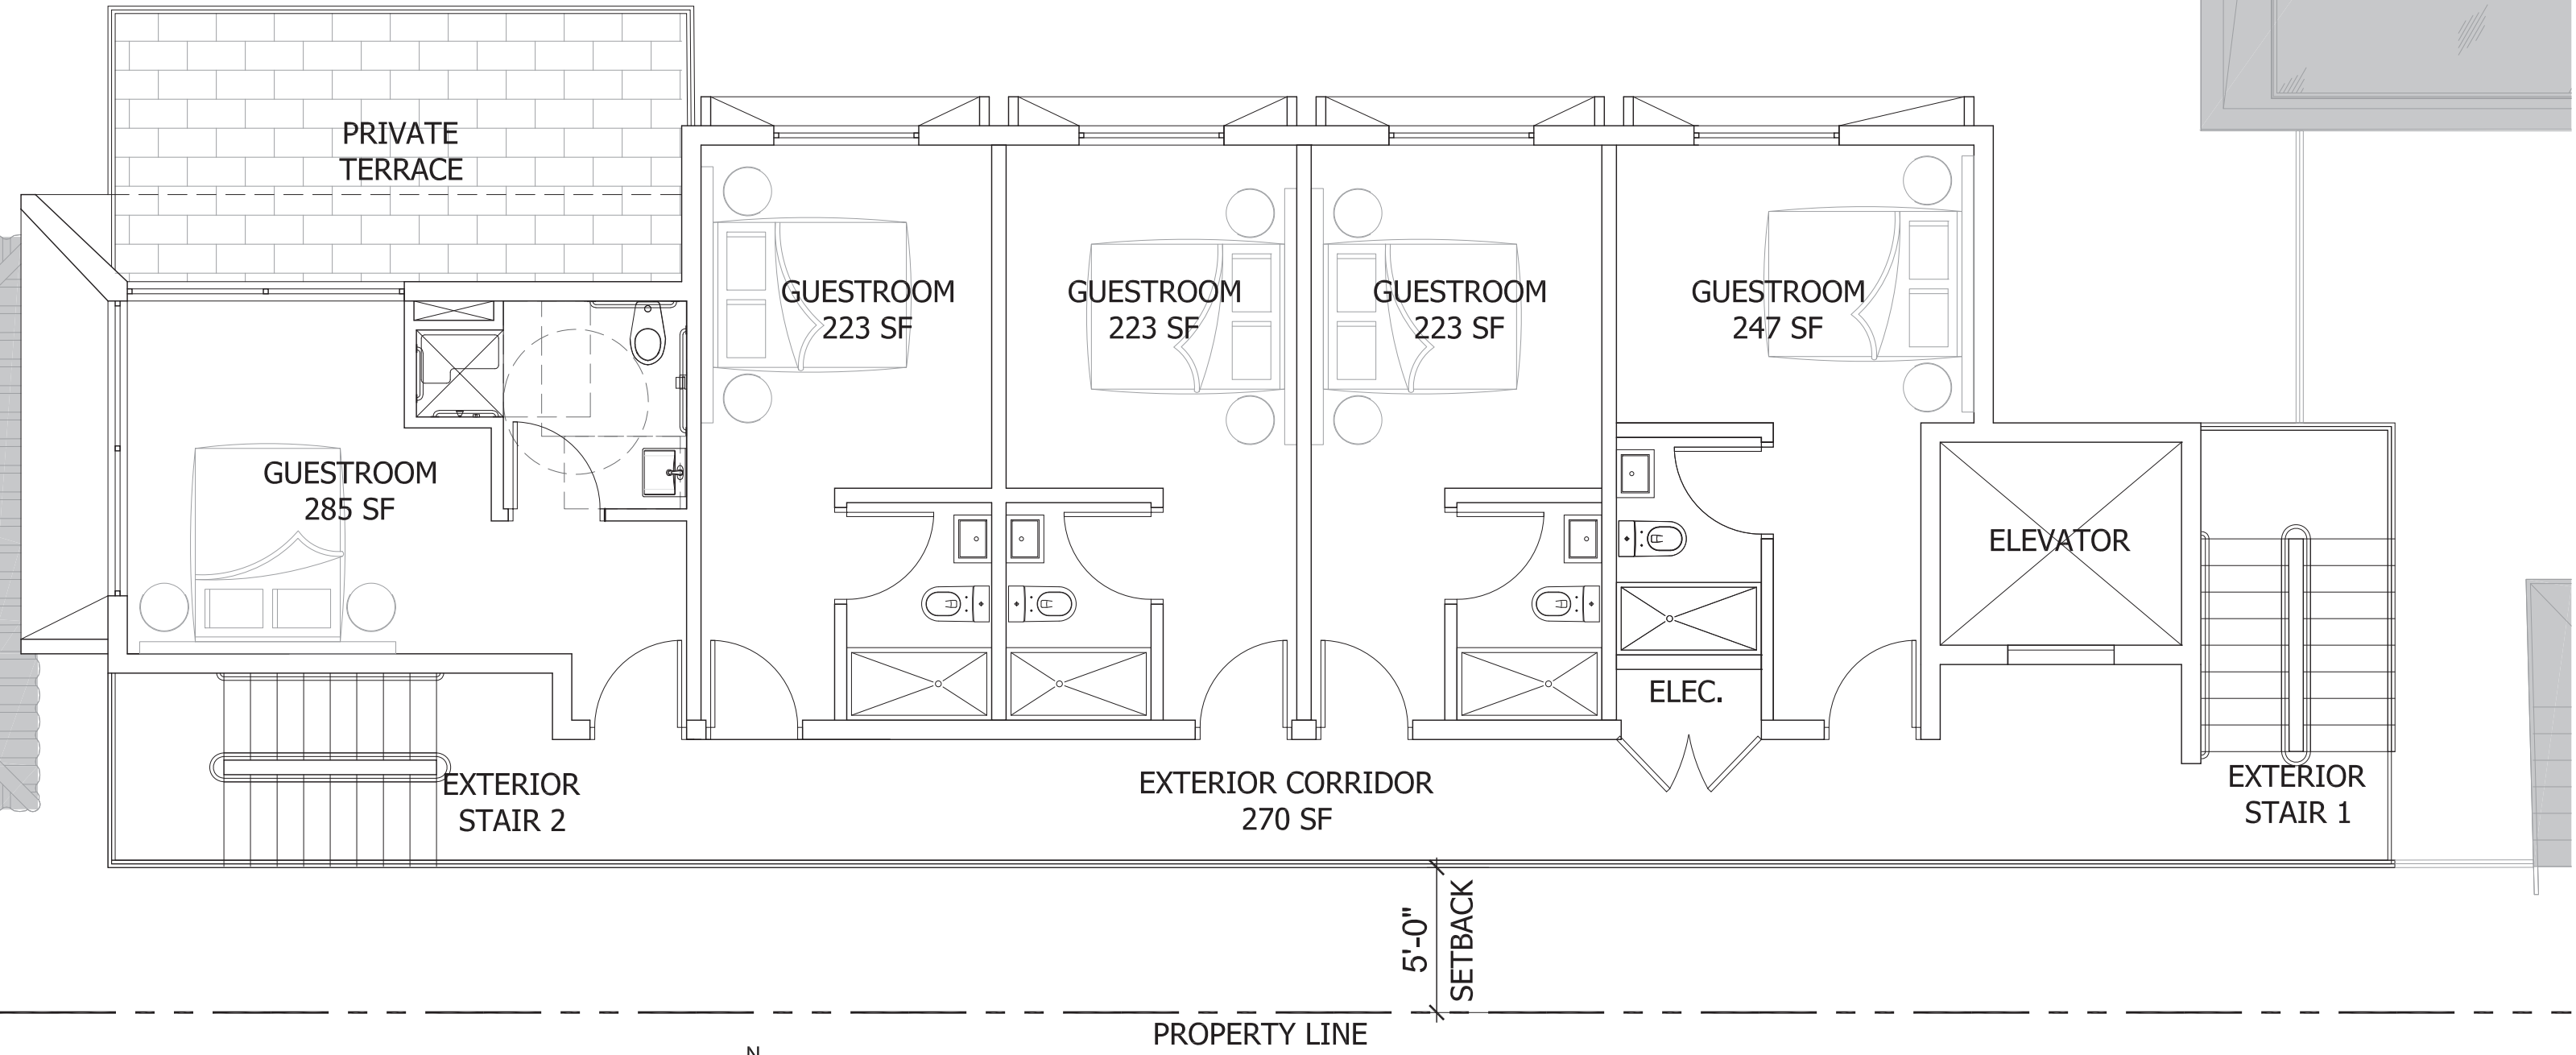 PRIVATE
TERRACE
GUESTROOM
223 SF
GUESTROOM
223 SF
GUESTROOM
223 SF
GUESTROOM
247 SF
GUESTROOM
285 SF
ELEVATOR
ELEC.
EXTERIOR
STAIR 2
EXTERIOR CORRIDOR
270 SF
EXTERIOR
STAIR 1
5'-0"
SETBACK
PROPERTY LINE
N